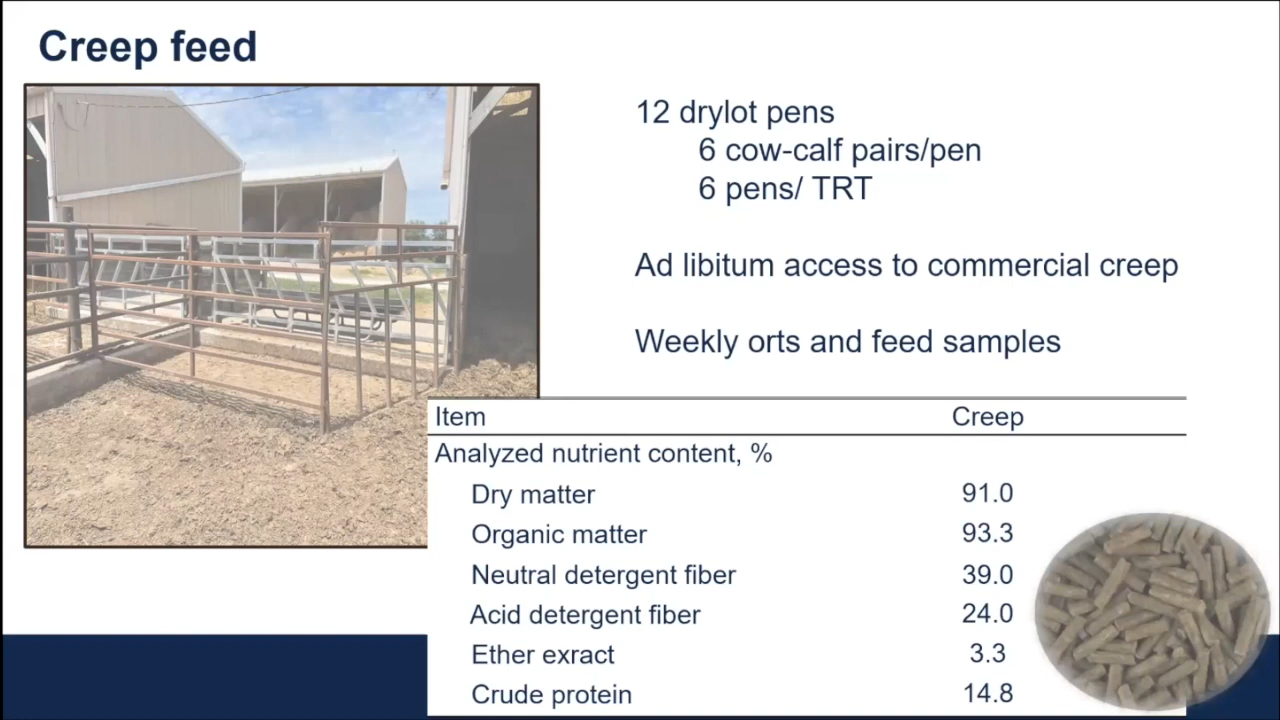 Creep feed
12 drylot pens
6 cow-calf pairs/pen
6 pens/ TRT
Ad libitum access to commercial creep
Weekly orts and feed samples
Item Creep
Analyzed nutrient content, %
Dry matter 91.0
Organic matter 93.3
Neutral detergent fiber 39.0
Acid detergent fiber 24.0
Ether exract 3.3
Crude protein 14.8